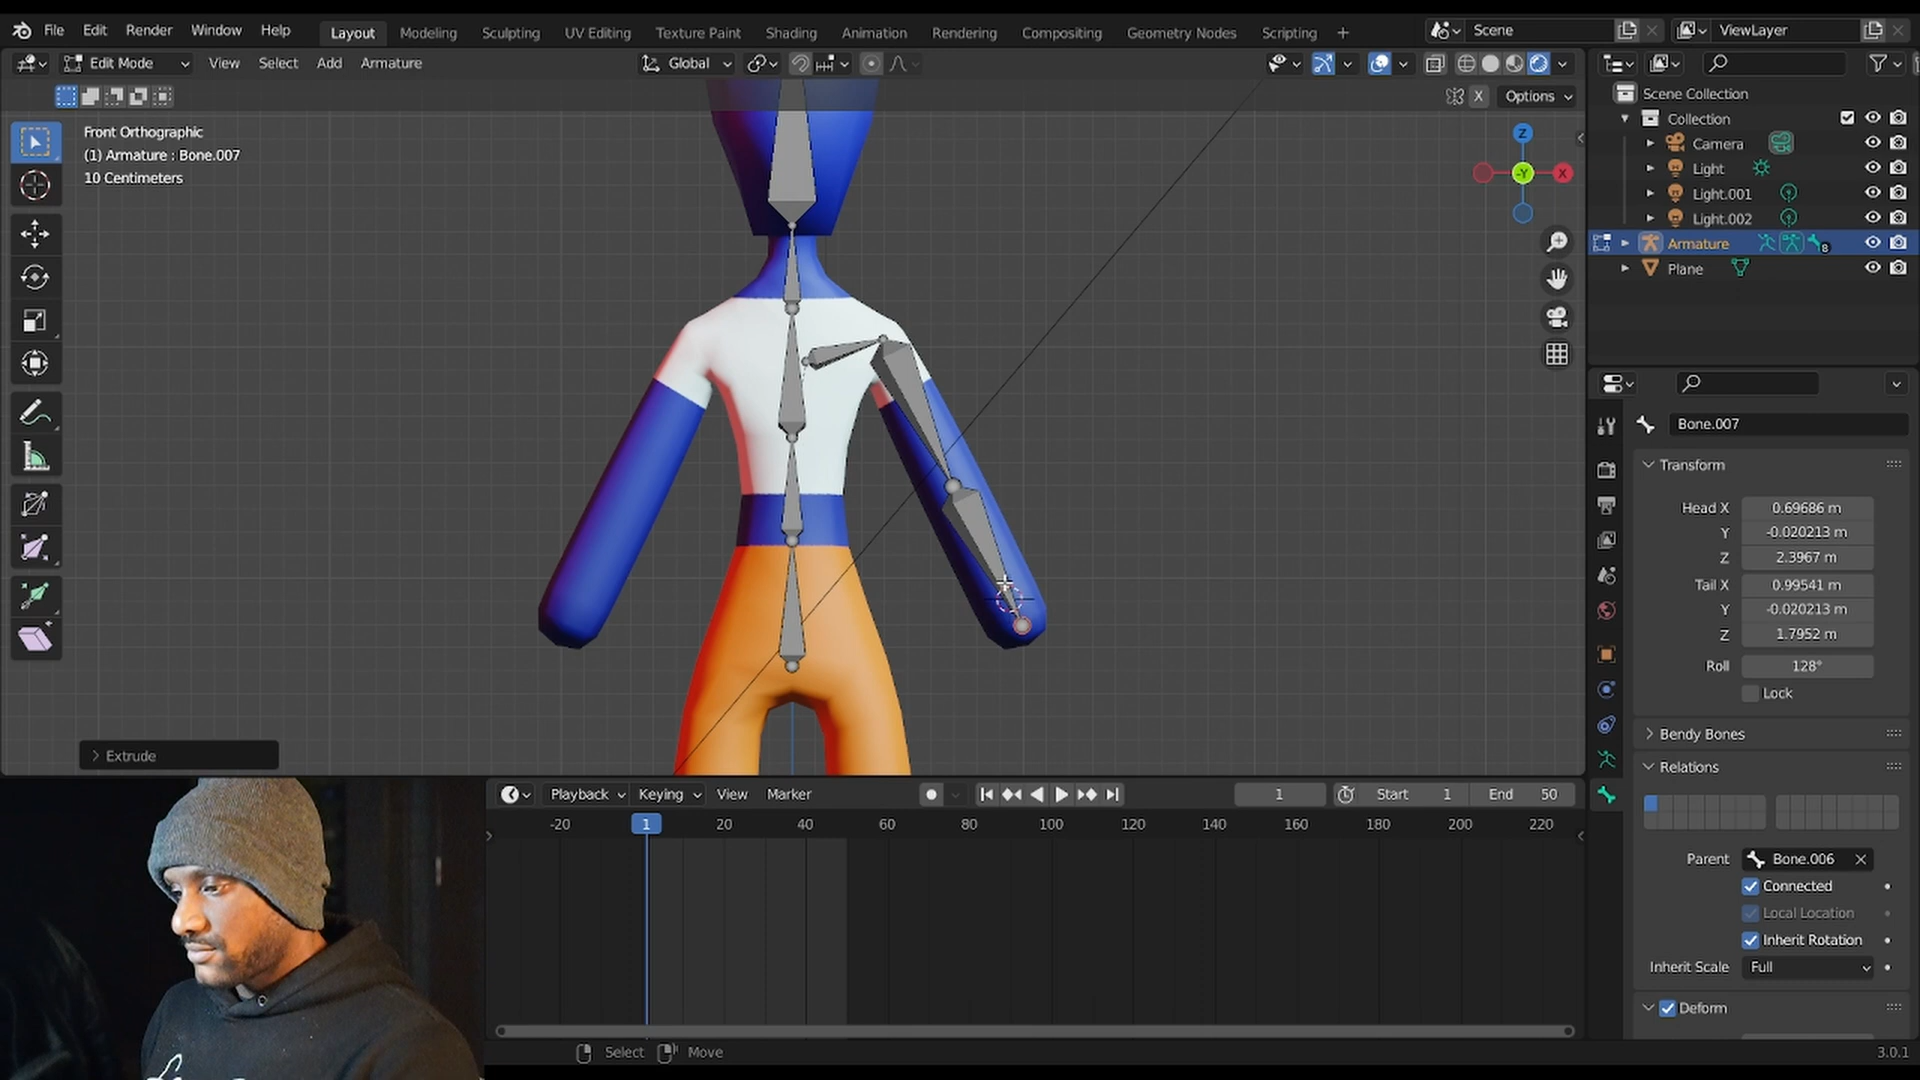 File Edit Render Window Help Layout Modeling Sculpting UV Editing Texture Paint Shading Animation Rendering Compositing Geometry Nodes Scripting + Scene ViewLayer
Edit Mode View Select Add Armature Global
X Options
Front Orthographic
(1) Armature : Bone.007
10 Centimeters
Z
-Y
X
Extrude
Scene Collection
Collection
Camera
Light
Light.001
Light.002
Armature 8
Plane
Bone.007
Transform
Head X 0.69686 m
Y -0.020213 m
Z 2.3967 m
Tail X 0.99541 m
Y -0.020213 m
Z 1.7952 m
Roll 128°
Lock
Bendy Bones
Relations
Parent Bone.006
Connected
Local Location
Inherit Rotation
Inherit Scale Full
Deform
Playback Keying View Marker 1 Start 1 End 50
-20 1 20 40 60 80 100 120 140 160 180 200 220
Select Move 3.0.1